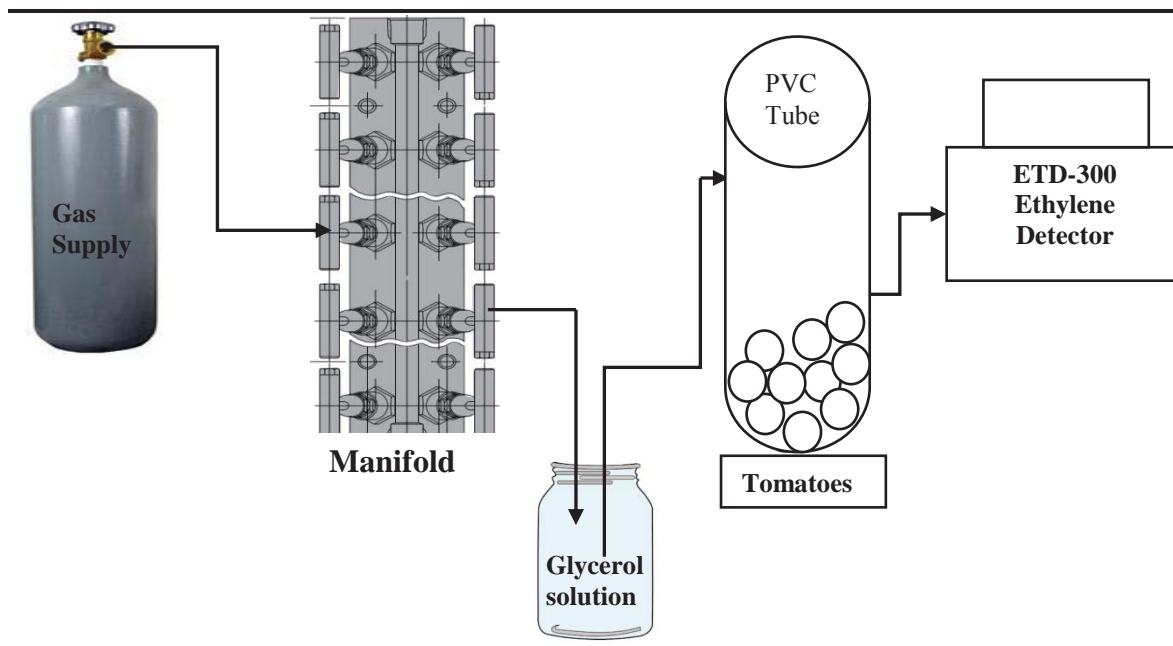 Gas
Supply
Manifold
Glycerol
solution
PVC
Tube
Tomatoes
ETD-300
Ethylene
Detector